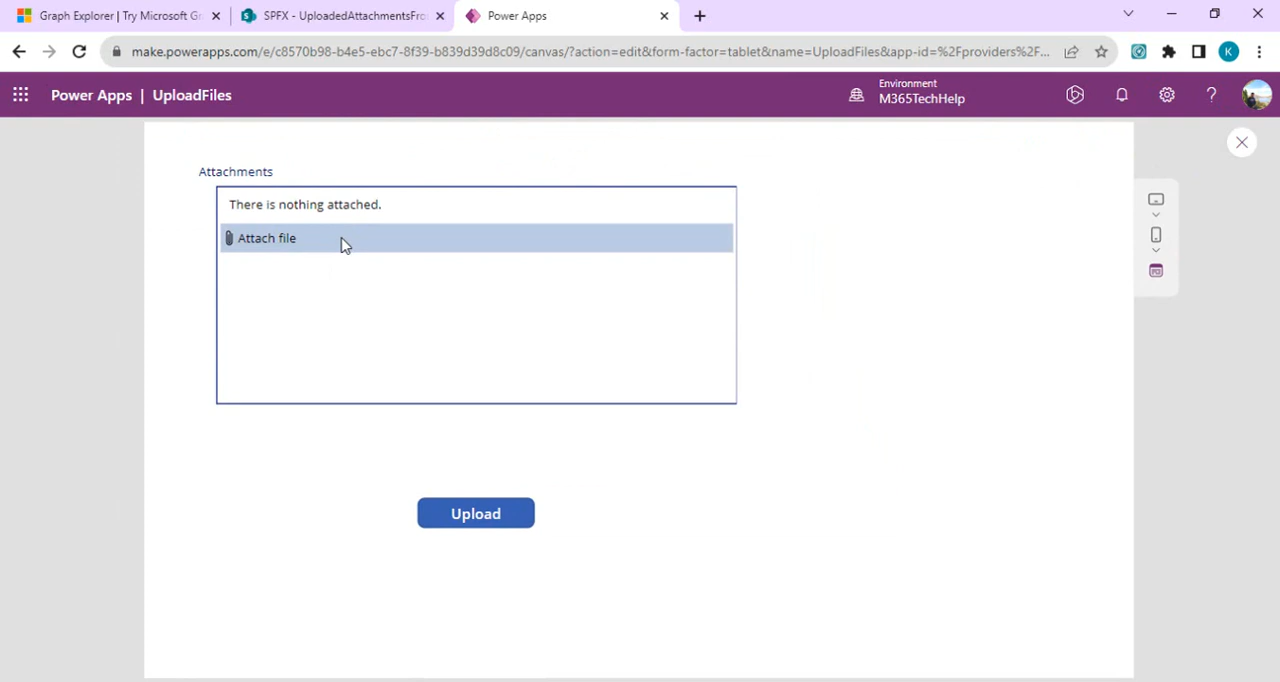 Graph Explorer | Try Microsoft Gr
SPFX - UploadedAttachmentsFro
Power Apps
make.powerapps.com/e/c8570b98-b4e5-ebc7-8f39-b839d39d8c09/canvas/?action=edit&form-factor=tablet&name=UploadFiles&app-id=%2Fproviders%2F...
K
Power Apps | UploadFiles
Environment
M365TechHelp
?
Attachments
There is nothing attached.
Attach file
Upload